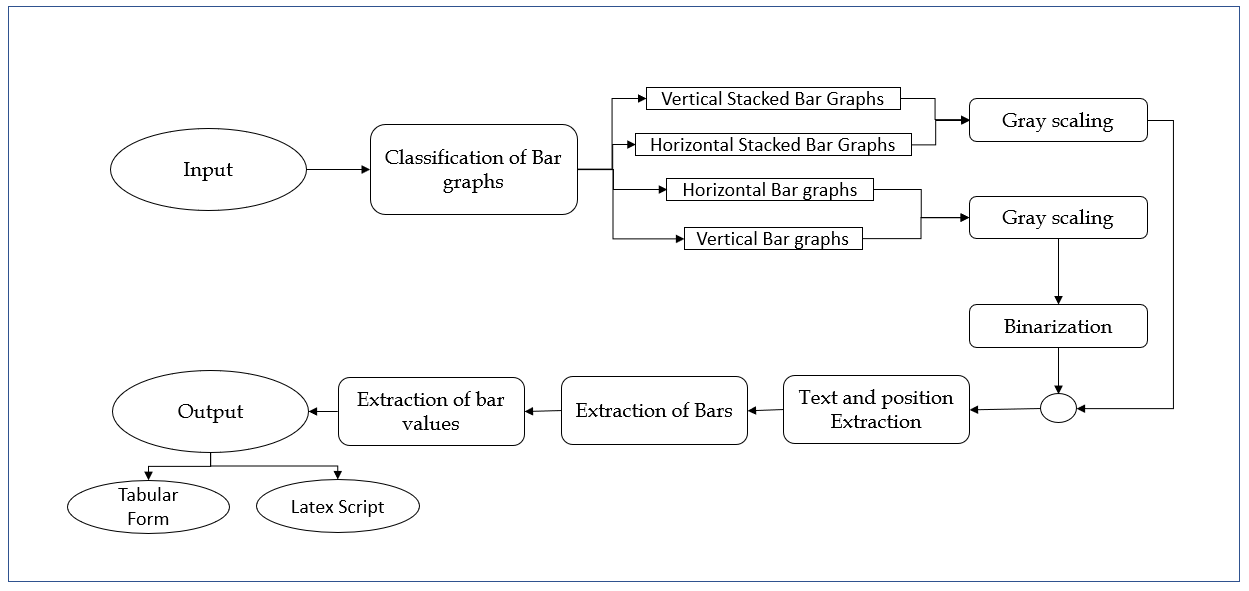 Input
Classification of Bar
graphs
Vertical Stacked Bar Graphs
Horizontal Stacked Bar Graphs
Horizontal Bar graphs
Vertical Bar graphs
Gray scaling
Gray scaling
Binarization
Text and position
Extraction
Extraction of Bars
Extraction of bar
values
Output
Tabular
Form
Latex Script